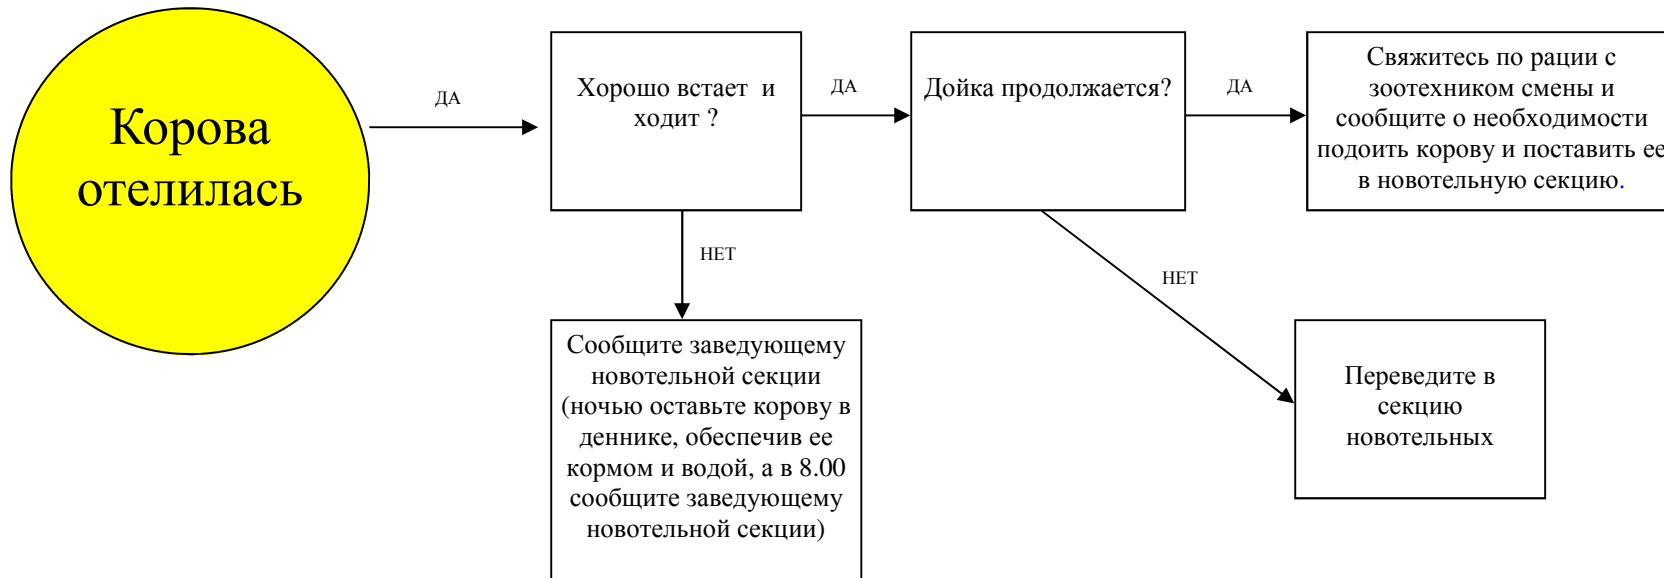 Корова
отелилась
ДА
Хорошо встает и
ходит ?
ДА
Дойка продолжается?
ДА
Свяжитесь по рации с
зоотехником смены и
сообщите о необходимости
подоить корову и поставить ее
в новотельную секцию.
НЕТ
НЕТ
Сообщите заведующему
новотельной секции
(ночью оставьте корову в
деннике, обеспечив ее
кормом и водой, а в 8.00
сообщите заведующему
новотельной секции)
Переведите в
секцию
новотельных